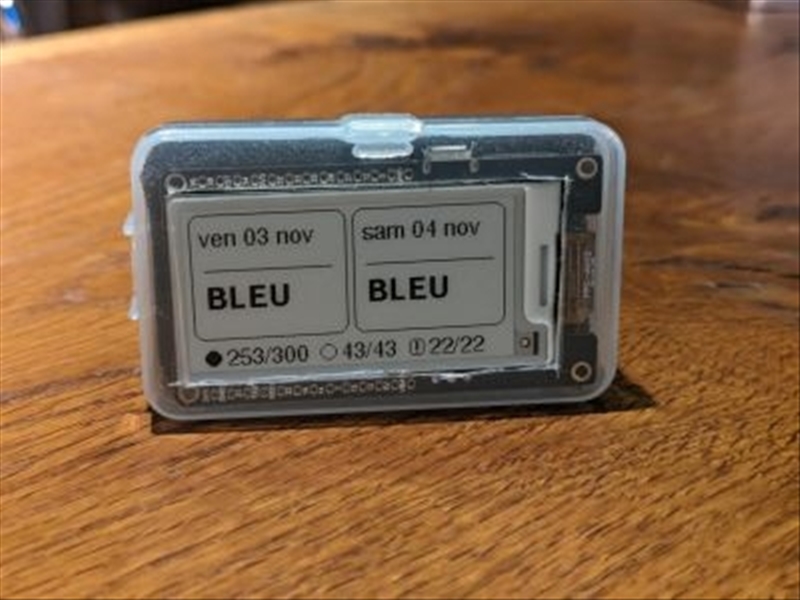 ven 03 nov
BLEU
sam 04 nov
BLEU
253/300 43/43 22/22